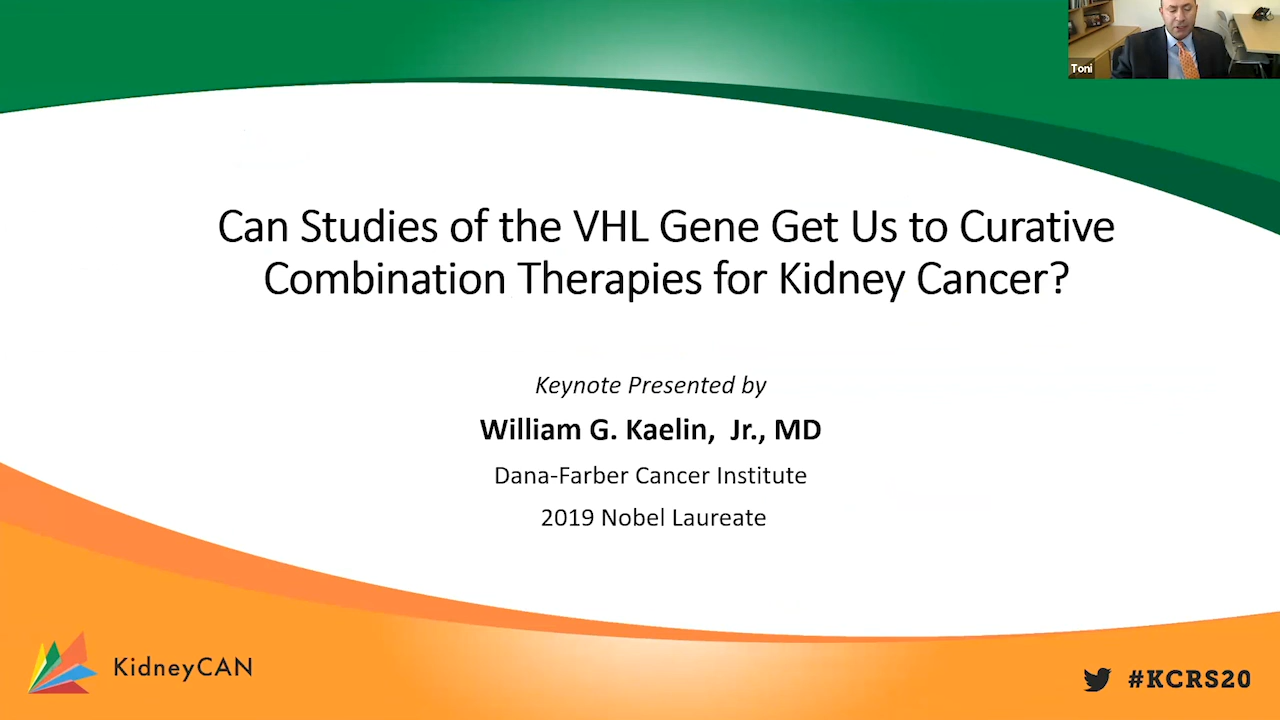 Toni
Can Studies of the VHL Gene Get Us to Curative
Combination Therapies for Kidney Cancer?
Keynote Presented by
William G. Kaelin, Jr., MD
Dana-Farber Cancer Institute
2019 Nobel Laureate
KidneyCAN
#KCRS20